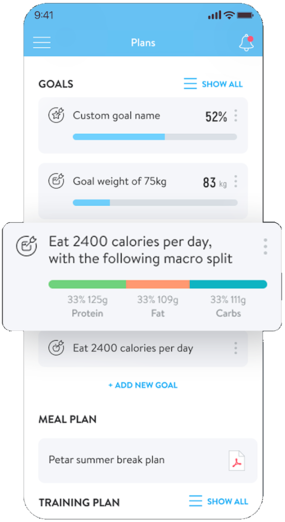 9:41
Plans
GOALS
SHOW ALL
Custom goal name 52%
Goal weight of 75kg 83 kg
Eat 2400 calories per day,
with the following macro split
33% 125g 33% 109g 33% 111g
Protein Fat Carbs
Eat 2400 calories per day
+ ADD NEW GOAL
MEAL PLAN
Petar summer break plan
TRAINING PLAN
SHOW ALL